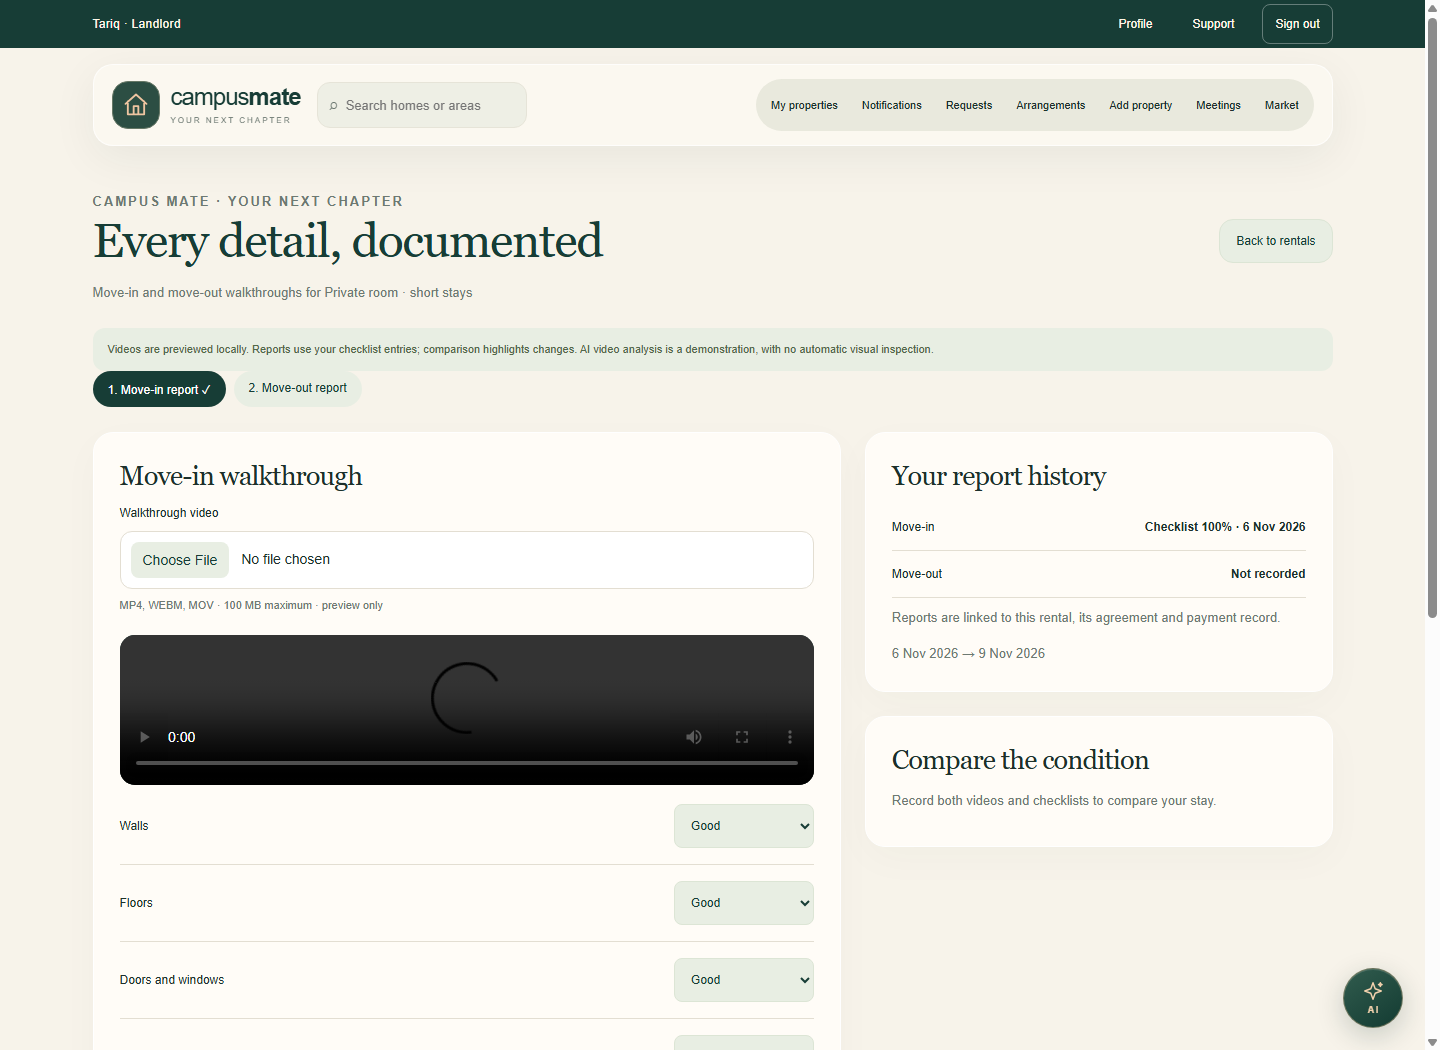 Tariq · Landlord
Profile
Support
Sign out
campusmate
YOUR NEXT CHAPTER
Search homes or areas
My properties
Notifications
Requests
Arrangements
Add property
Meetings
Market
CAMPUS MATE · YOUR NEXT CHAPTER
Every detail, documented
Back to rentals
Move-in and move-out walkthroughs for Private room · short stays
Videos are previewed locally. Reports use your checklist entries; comparison highlights changes. AI video analysis is a demonstration, with no automatic visual inspection.
1. Move-in report ✓
2. Move-out report
Move-in walkthrough
Walkthrough video
Choose File No file chosen
MP4, WEBM, MOV · 100 MB maximum · preview only
0:00
Walls
Good
Floors
Good
Doors and windows
Good
Your report history
Move-in
Checklist 100% · 6 Nov 2026
Move-out
Not recorded
Reports are linked to this rental, its agreement and payment record.
6 Nov 2026 → 9 Nov 2026
Compare the condition
Record both videos and checklists to compare your stay.
AI